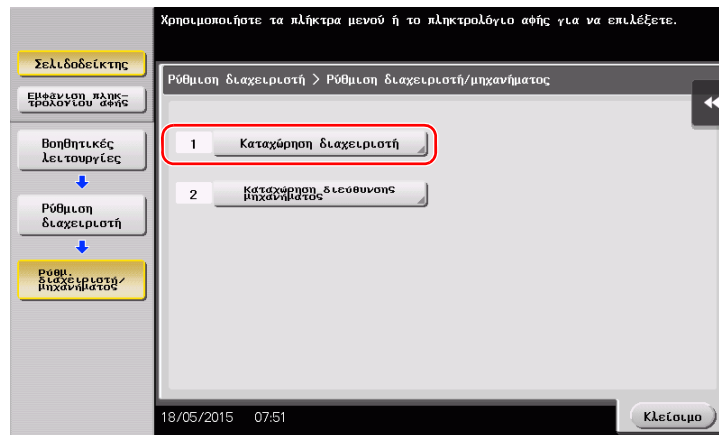 Χρησιμοποιήστε τα πλήκτρα μενού ή το πληκτρολόγιο αφής για να επιλέξετε.
Σελιδοδείκτης
Εμφάνιση πληκ-
τρολογίου αφής
Βοηθητικές
λειτουργίες
Ρύθμιση
διαχειριστή
Ρύθμ.
διαχειριστή/
μηχανήματος
Ρύθμιση διαχειριστή > Ρύθμιση διαχειριστή/μηχανήματος
1 Καταχώρηση διαχειριστή
2 Καταχώρηση διεύθυνσης
μηχανήματος
18/05/2015 07:51
Κλείσιμο